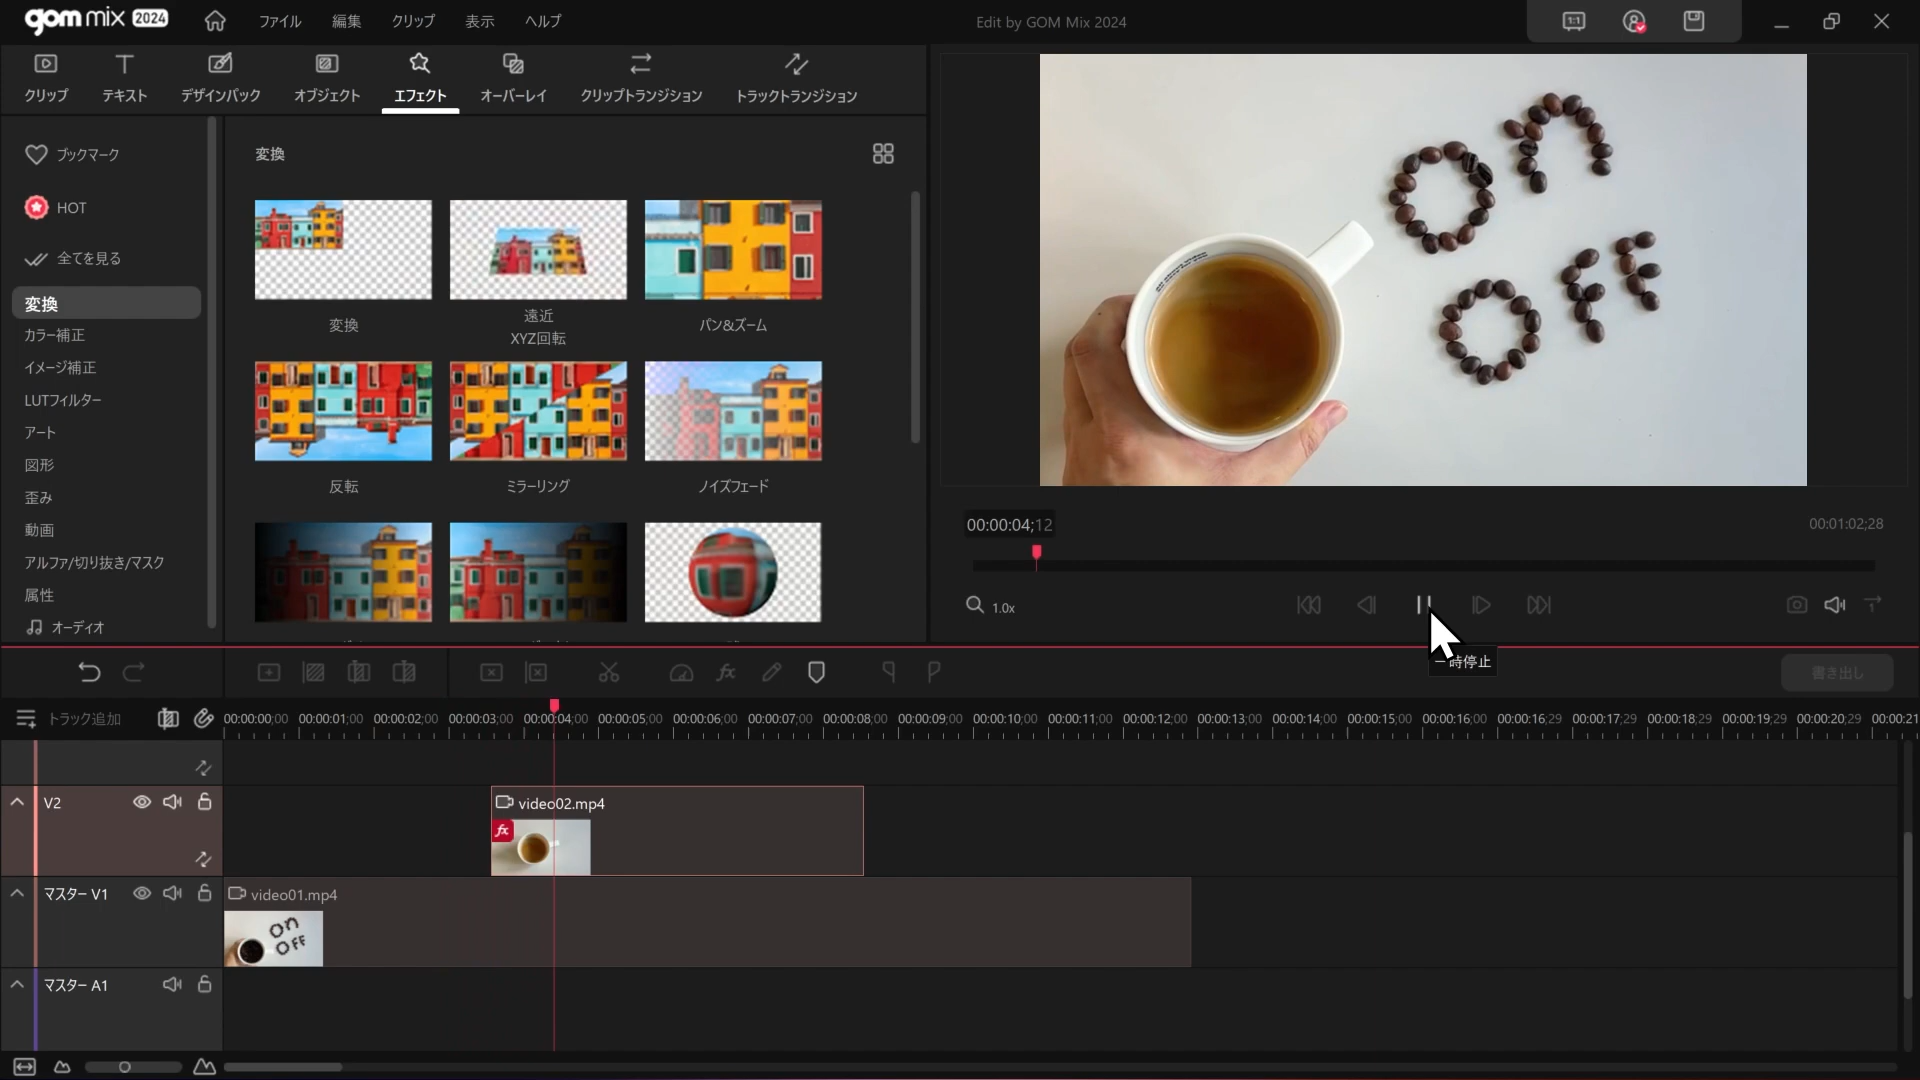 gom mix 2024
ファイル
編集
クリップ
表示
ヘルプ
Edit by GOM Mix 2024
1:1
クリップ
テキスト
デザインパック
オブジェクト
エフェクト
オーバーレイ
クリップトランジション
トラックトランジション
ブックマーク
HOT
全てを見る
変換
カラー補正
イメージ補正
LUTフィルター
アート
図形
歪み
動画
アルファ/切り抜き/マスク
属性
オーディオ
変換
変換
遠近
XYZ回転
パン&ズーム
反転
ミラーリング
ノイズフェード
on
off
00:00:04;12
00:01:02;28
1.0x
一時停止
fx
書き出し
トラック追加
00:00:00;00
00:00:01;00
00:00:02;00
00:00:03;00
00:00:04;00
00:00:05;00
00:00:06;00
00:00:07;00
00:00:08;00
00:00:09;00
00:00:10;00
00:00:11;00
00:00:12;00
00:00:13;00
00:00:14;00
00:00:15;00
00:00:16;00
00:00:16;29
00:00:17;29
00:00:18;29
00:00:19;29
00:00:20;29
00:00:21
V2
video02.mp4
fx
マスター V1
video01.mp4
on
off
マスター A1